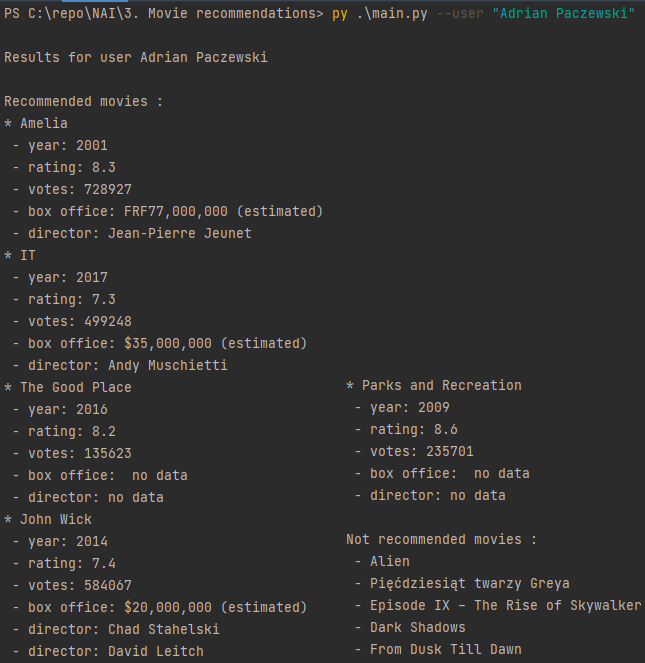 PS C:\repo\NAI\3. Movie recommendations> py .\main.py --user "Adrian Paczewski"
Results for user Adrian Paczewski
Recommended movies :
* Amelia
- year: 2001
- rating: 8.3
- votes: 728927
- box office: FRF77,000,000 (estimated)
- director: Jean-Pierre Jeunet
* IT
- year: 2017
- rating: 7.3
- votes: 499248
- box office: $35,000,000 (estimated)
- director: Andy Muschietti
* The Good Place
- year: 2016
- rating: 8.2
- votes: 135623
- box office:  no data
- director: no data
* John Wick
- year: 2014
- rating: 7.4
- votes: 584067
- box office: $20,000,000 (estimated)
- director: Chad Stahelski
- director: David Leitch
* Parks and Recreation
- year: 2009
- rating: 8.6
- votes: 235701
- box office:  no data
- director: no data
Not recommended movies :
- Alien
- Pięćdziesiąt twarzy Greya
- Episode IX – The Rise of Skywalker
- Dark Shadows
- From Dusk Till Dawn